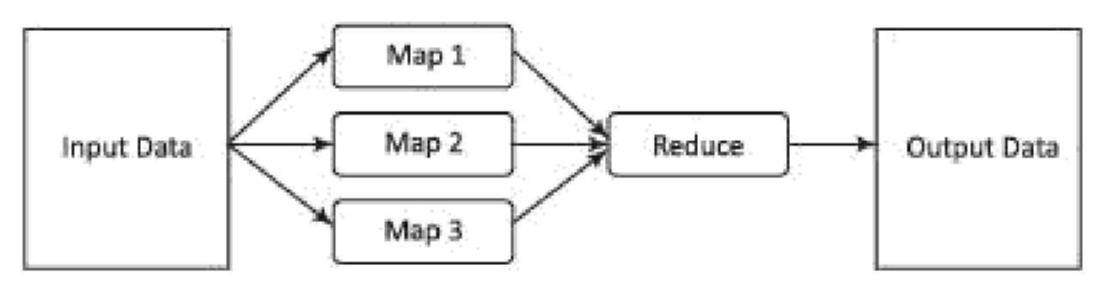 Input Data
Map 1
Map 2
Map 3
Reduce
Output Data